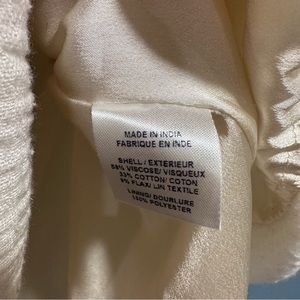 MADE IN INDIA
FABRIQUE EN INDE
SHELL / EXTERIEUR
58% VISCOSE/ VISQUEUX
33% COTTON/ COTON
9% FLAX/ LIN TEXTILE
LINING/ DOUBLURE
100% POLYESTER